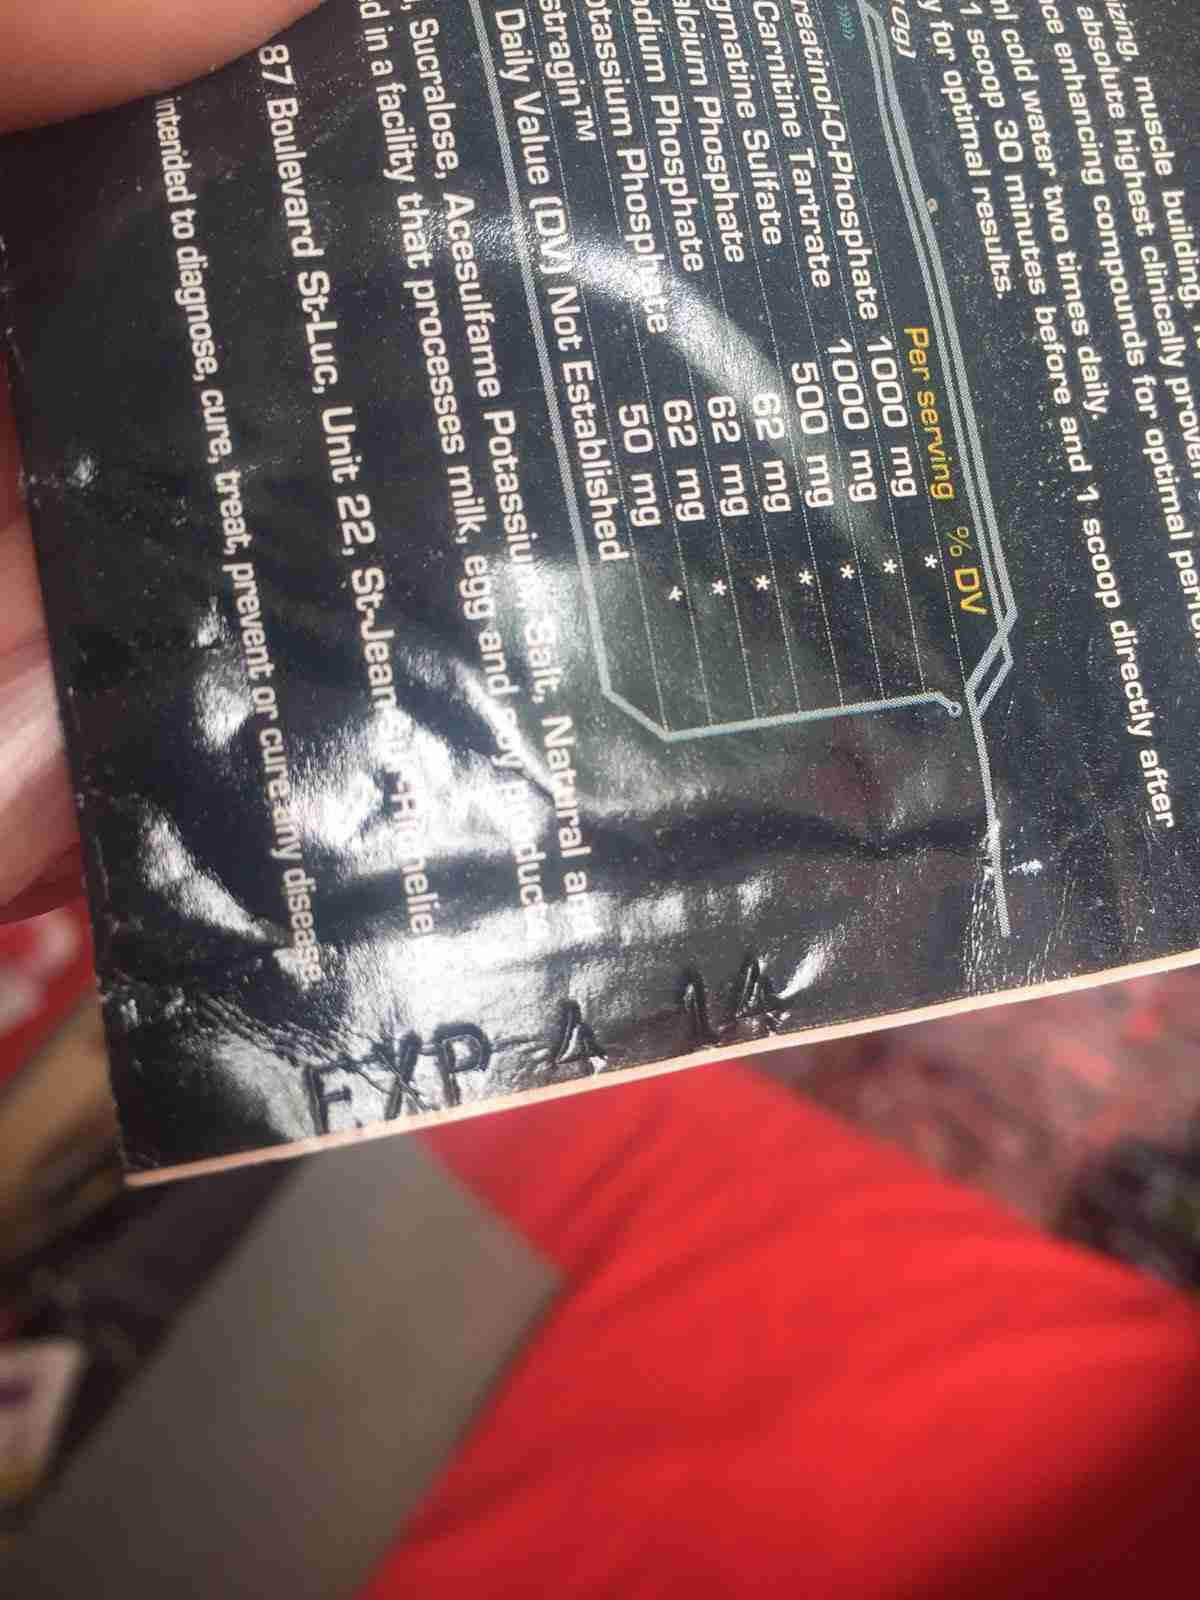 izing, muscle building,
absolute highest clinically
ce enhancing compounds for optimal
ml cold water two times daily.
1 scoop 30 minutes before and 1 scoop directly after
y for optimal results.
Per serving % DV
reatinol-O-Phosphate 1000 mg *
1000 mg *
Carnitine Tartrate 500 mg *
gmatine Sulfate 62 mg *
alcium Phosphate 62 mg *
odium Phosphate 62 mg *
otassium Phosphate 50 mg *
stragin™
Daily Value (DV) Not Established
, Sucralose, Acesulfame Potassium Salt, Natural and
d in a facility that processes milk, egg and soy products
87 Boulevard St-Luc, Unit 22, St-Jean-
intended to diagnose, cure, treat, prevent or cure any disease
EXP 4 14